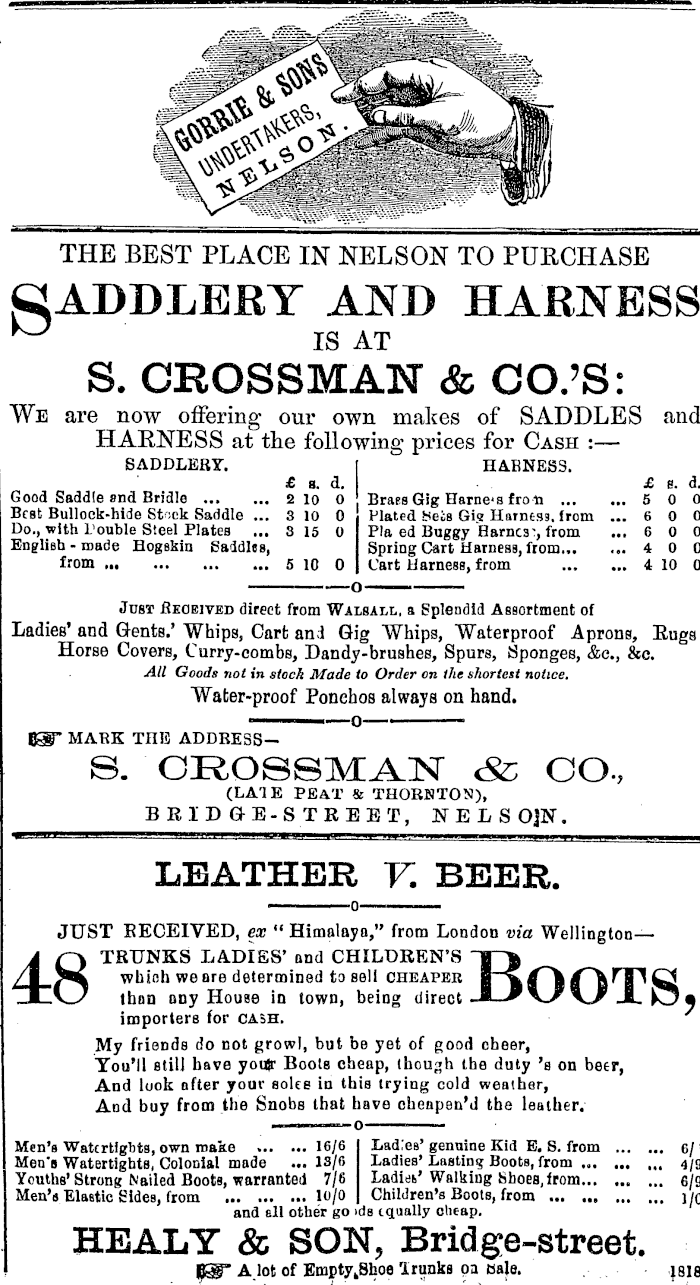 GORRIE & SONS
UNDERTAKERS,
NELSON.
THE BEST PLACE IN NELSON TO PURCHASE
SADDLERY AND HARNESS
IS AT
S. CROSSMAN & CO.'S:
WE are now offering our own makes of SADDLES and
HARNESS at the following prices for CASH :—
SADDLERY.
£ s. d.
Good Saddle and Bridle ... ... 2 10 0
Best Bullock-hide Stock Saddle ... 3 10 0
Do., with Double Steel Plates ... 3 15 0
English-made Hogskin Saddles,
from ... ... ... ... 5 10 0
HARNESS.
£ s. d.
Brass Gig Harness from ... ... 5 0 0
Plated Sets Gig Harness, from ... 6 0 0
Plated Buggy Harness, from ... 6 0 0
Spring Cart Harness, from... ... 4 0 0
Cart Harness, from ... ... 4 10 0
JUST RECEIVED direct from WALSALL, a Splendid Assortment of
Ladies' and Gents.' Whips, Cart and Gig Whips, Waterproof Aprons, Rugs
Horse Covers, Curry-combs, Dandy-brushes, Spurs, Sponges, &c., &c.
All Goods not in stock Made to Order on the shortest notice.
Water-proof Ponchos always on hand.
☞ MARK THE ADDRESS—
S. CROSSMAN & CO.,
(LATE PEAT & THORNTON),
BRIDGE-STREET, NELSON.
LEATHER V. BEER.
JUST RECEIVED, ex "Himalaya," from London via Wellington—
48 TRUNKS LADIES' and CHILDREN'S BOOTS,
which we are determined to sell CHEAPER
than any House in town, being direct
importers for CASH.
My friends do not growl, but be yet of good cheer,
You'll still have your Boots cheap, though the duty 's on beer,
And look after your soles in this trying cold weather,
And buy from the Snobs that have cheapen'd the leather.
Men's Watertights, own make ... ... 16/6
Men's Watertights, Colonial made ... 13/6
Youths' Strong Nailed Boots, warranted 7/6
Men's Elastic Sides, from ... ... ... 10/0
Ladies' genuine Kid E. S. from ... ... 6/
Ladies' Lasting Boots, from ... ... ... 4/9
Ladies' Walking Shoes, from... ... ... 6/9
Children's Boots, from ... ... ... ... 1/0
and all other goods equally cheap.
HEALY & SON, Bridge-street.
☞ A lot of Empty Shoe Trunks on Sale. 1818